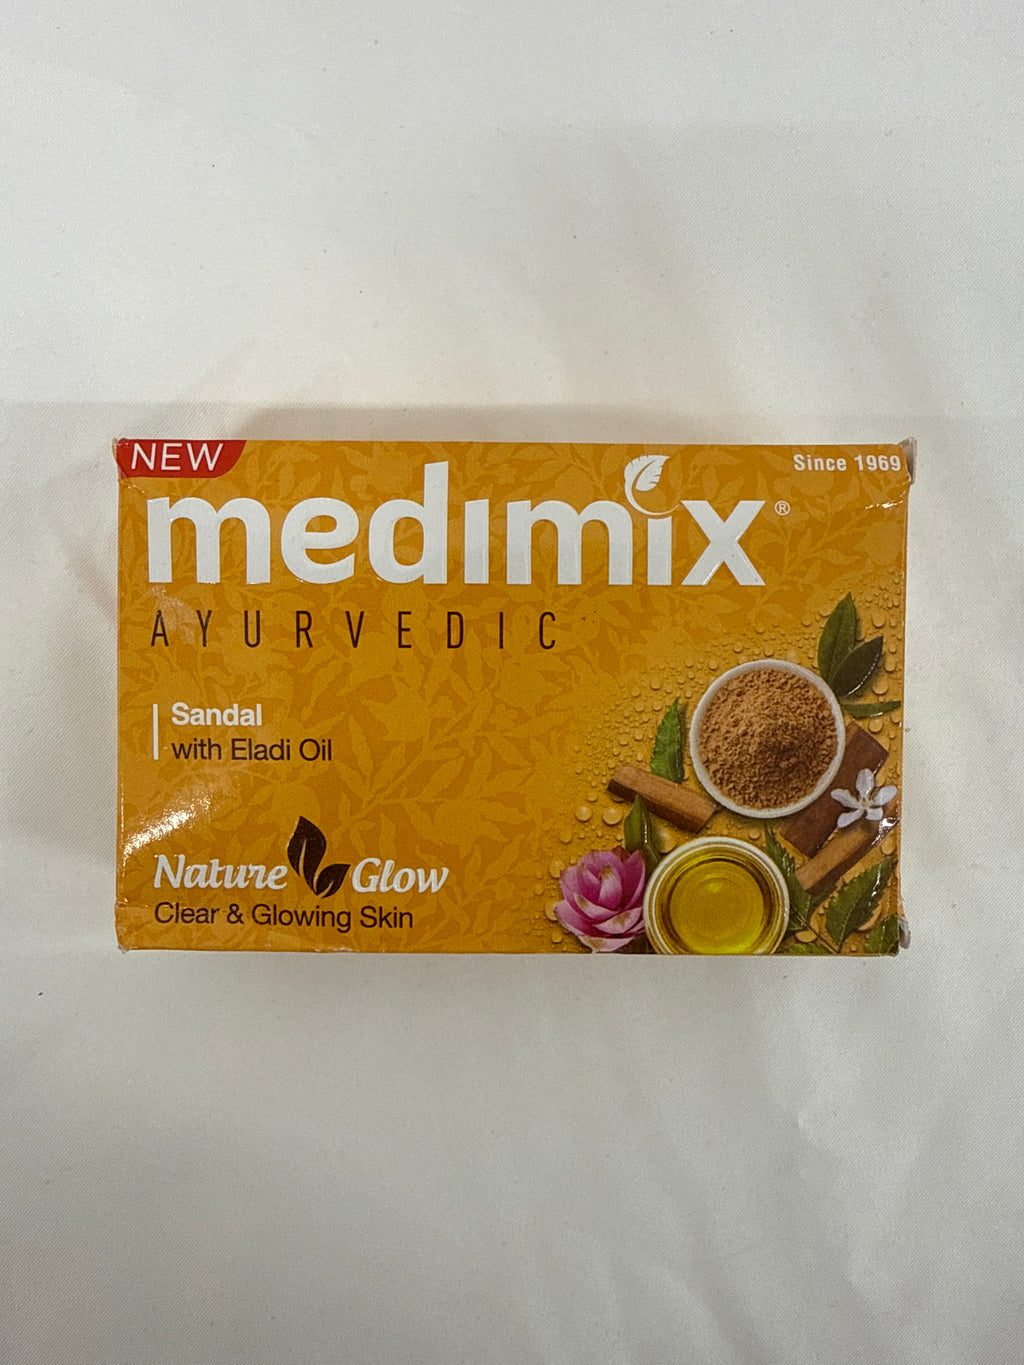 NEW
Since 1969
medimix®
AYURVEDIC
Sandal
with Eladi Oil
Nature Glow
Clear & Glowing Skin